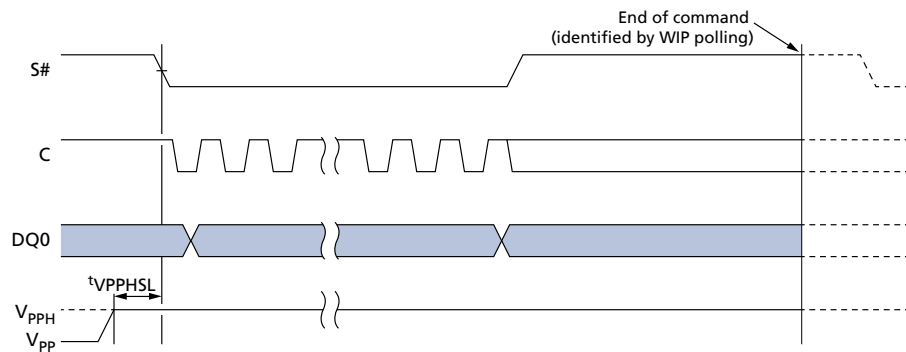 End of command
(identified by WIP polling)
S#
C
DQ0
tVPPHSL
VPPH
VPP